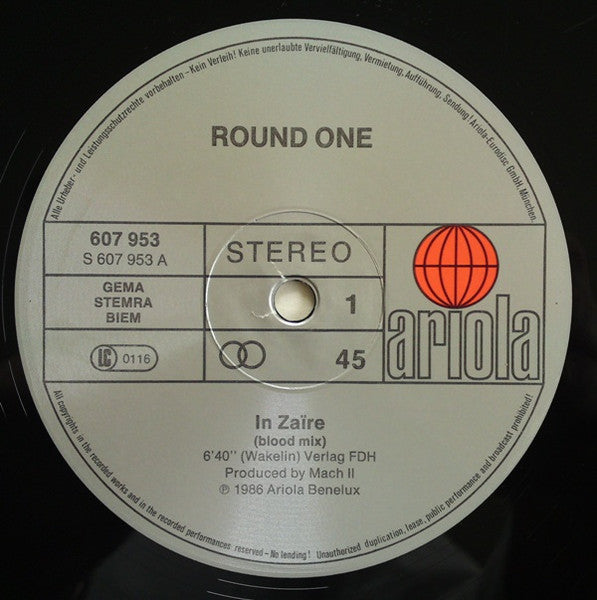 Alle Urheber- und Leistungsschutzrechte vorbehalten – Kein Verleih! Keine unerlaubte Vervielfältigung, Vermietung, Aufführung, Sendung! Ariola-Eurodisc GmbH, München.
ROUND ONE
607 953
S 607 953 A
STEREO
GEMA
STEMRA
BIEM
1
LC 0116
45
ariola
In Zaïre
(blood mix)
6'40'' (Wakelin) Verlag FDH
Produced by Mach II
℗ 1986 Ariola Benelux
All copyrights in the recorded works and in the recorded performances reserved – No lending! Unauthorized duplication, lease, public performance and broadcast prohibited!